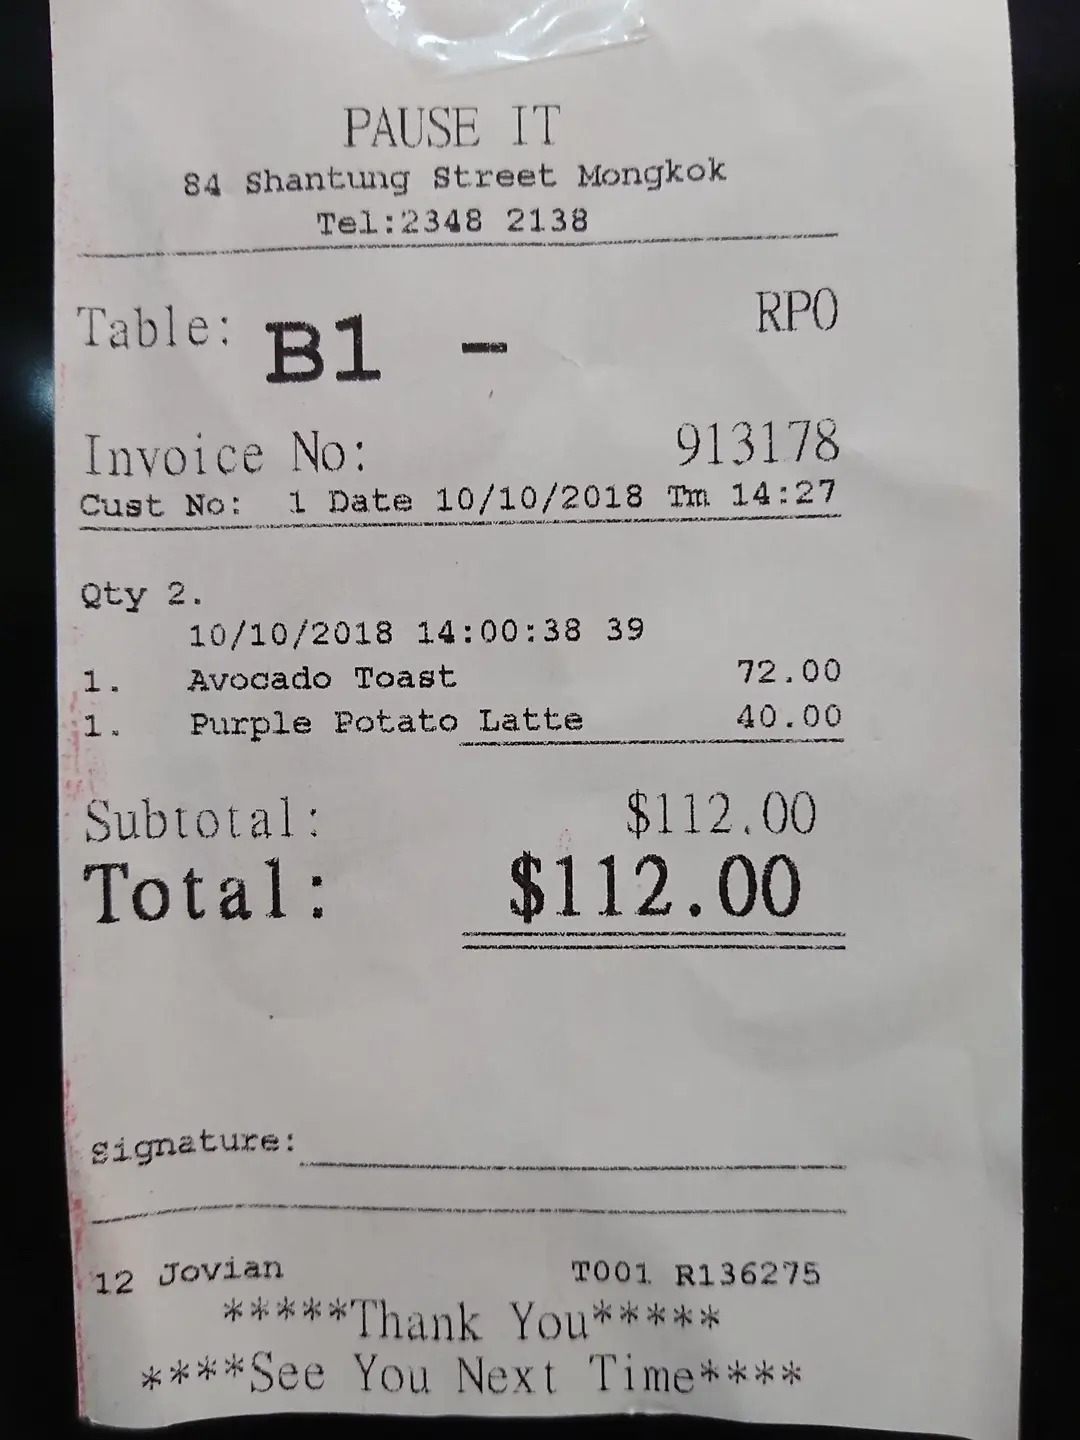 PAUSE IT
84 Shantung Street Mongkok
Tel:2348 2138
Table: B1 - RPO
Invoice No: 913178
Cust No: 1 Date 10/10/2018 Tm 14:27
Qty 2.
10/10/2018 14:00:38 39
1. Avocado Toast 72.00
1. Purple Potato Latte 40.00
Subtotal: $112.00
Total: $112.00
Signature:
12 Jovian T001 R136275
*****Thank You*****
****See You Next Time****